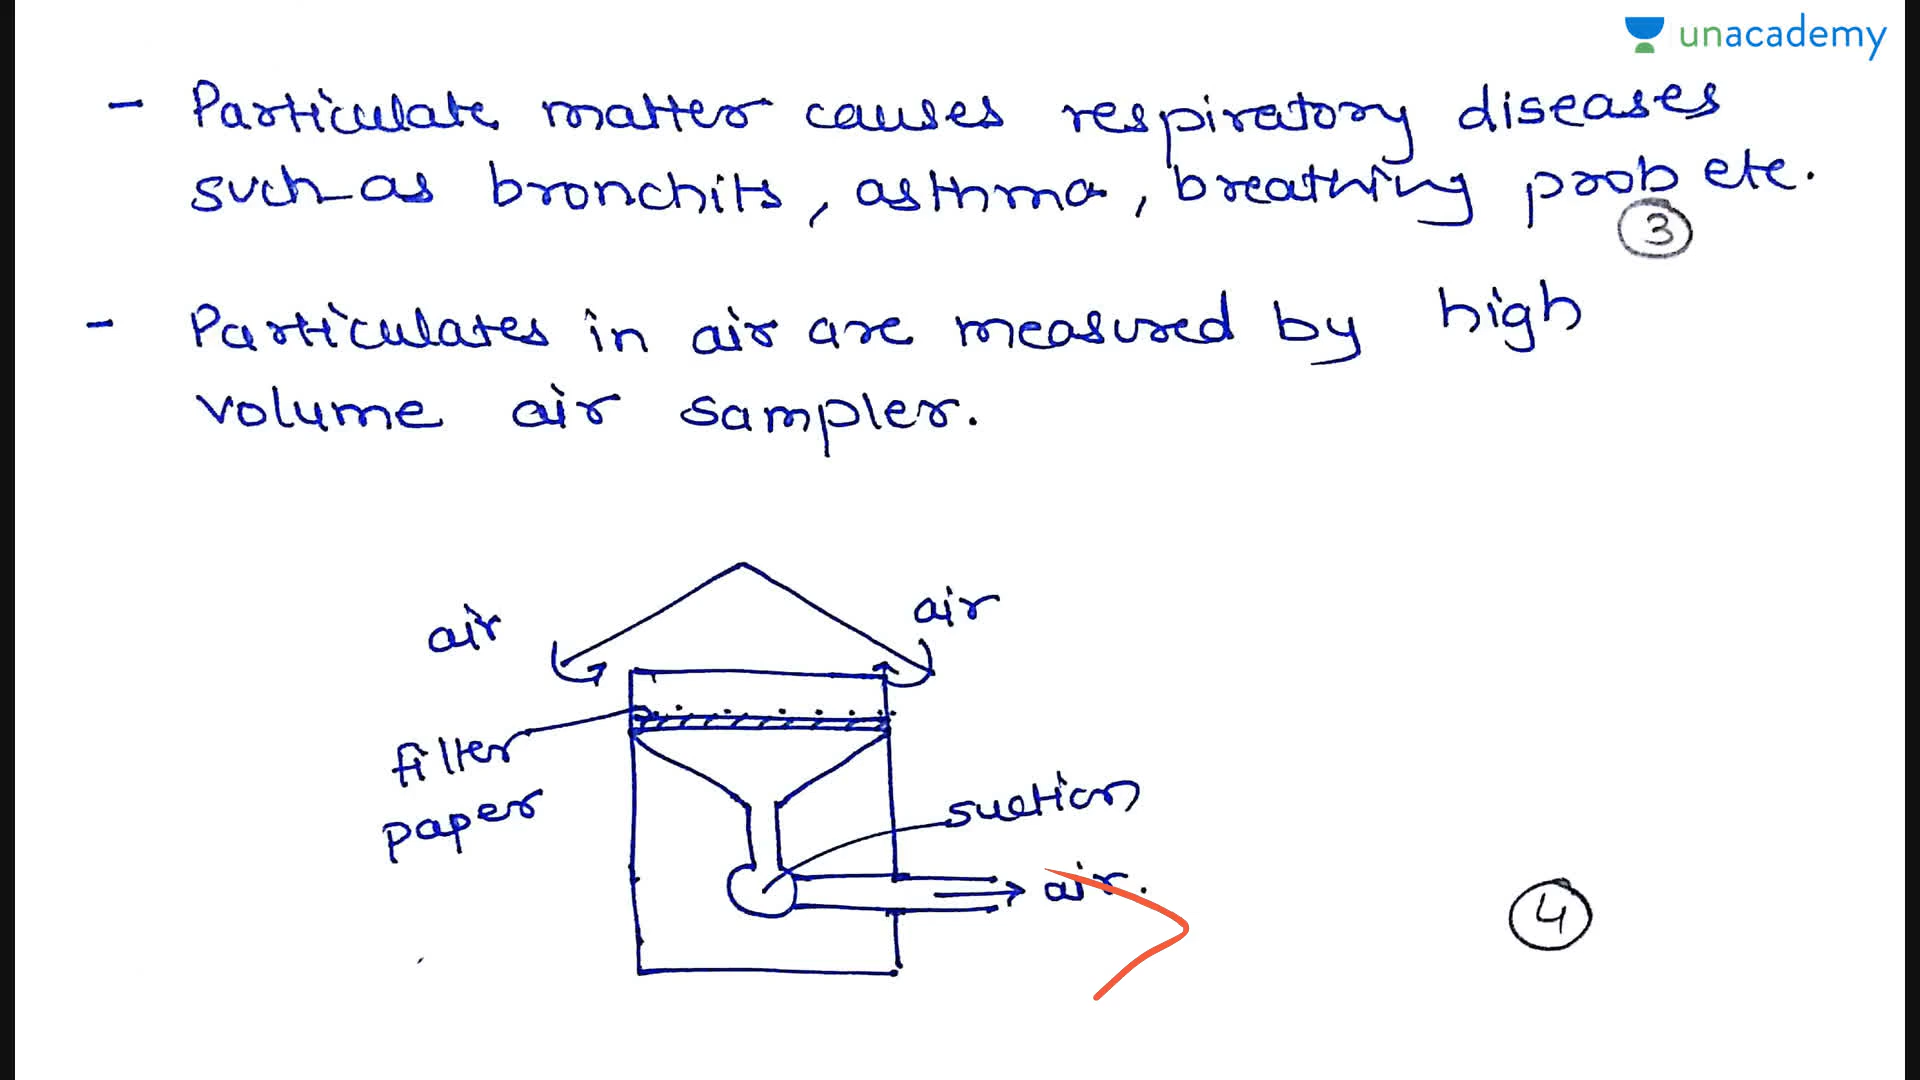 unacademy
- Particulate matter causes respiratory diseases
such as bronchits, asthma, breathing prob etc.
3
- Particulates in air are measured by high
volume air sampler.
air
air
filter
paper
suction
air.
4